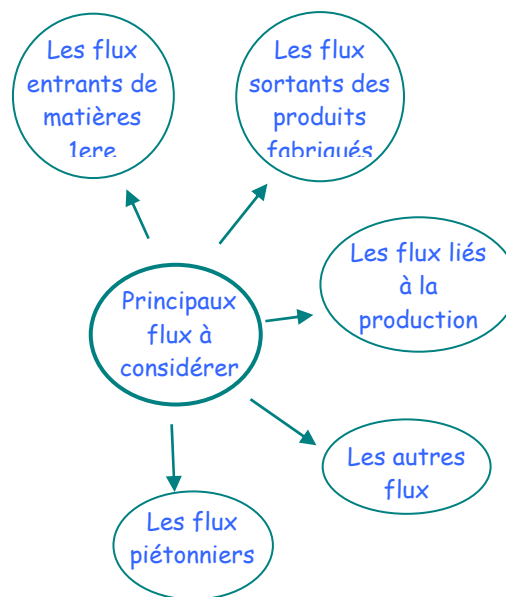 Les flux
entrants de
matières
1ere
Les flux
sortants des
produits
fabriqués
Les flux liés
à la
production
Principaux
flux à
considérer
Les autres
flux
Les flux
piétonniers